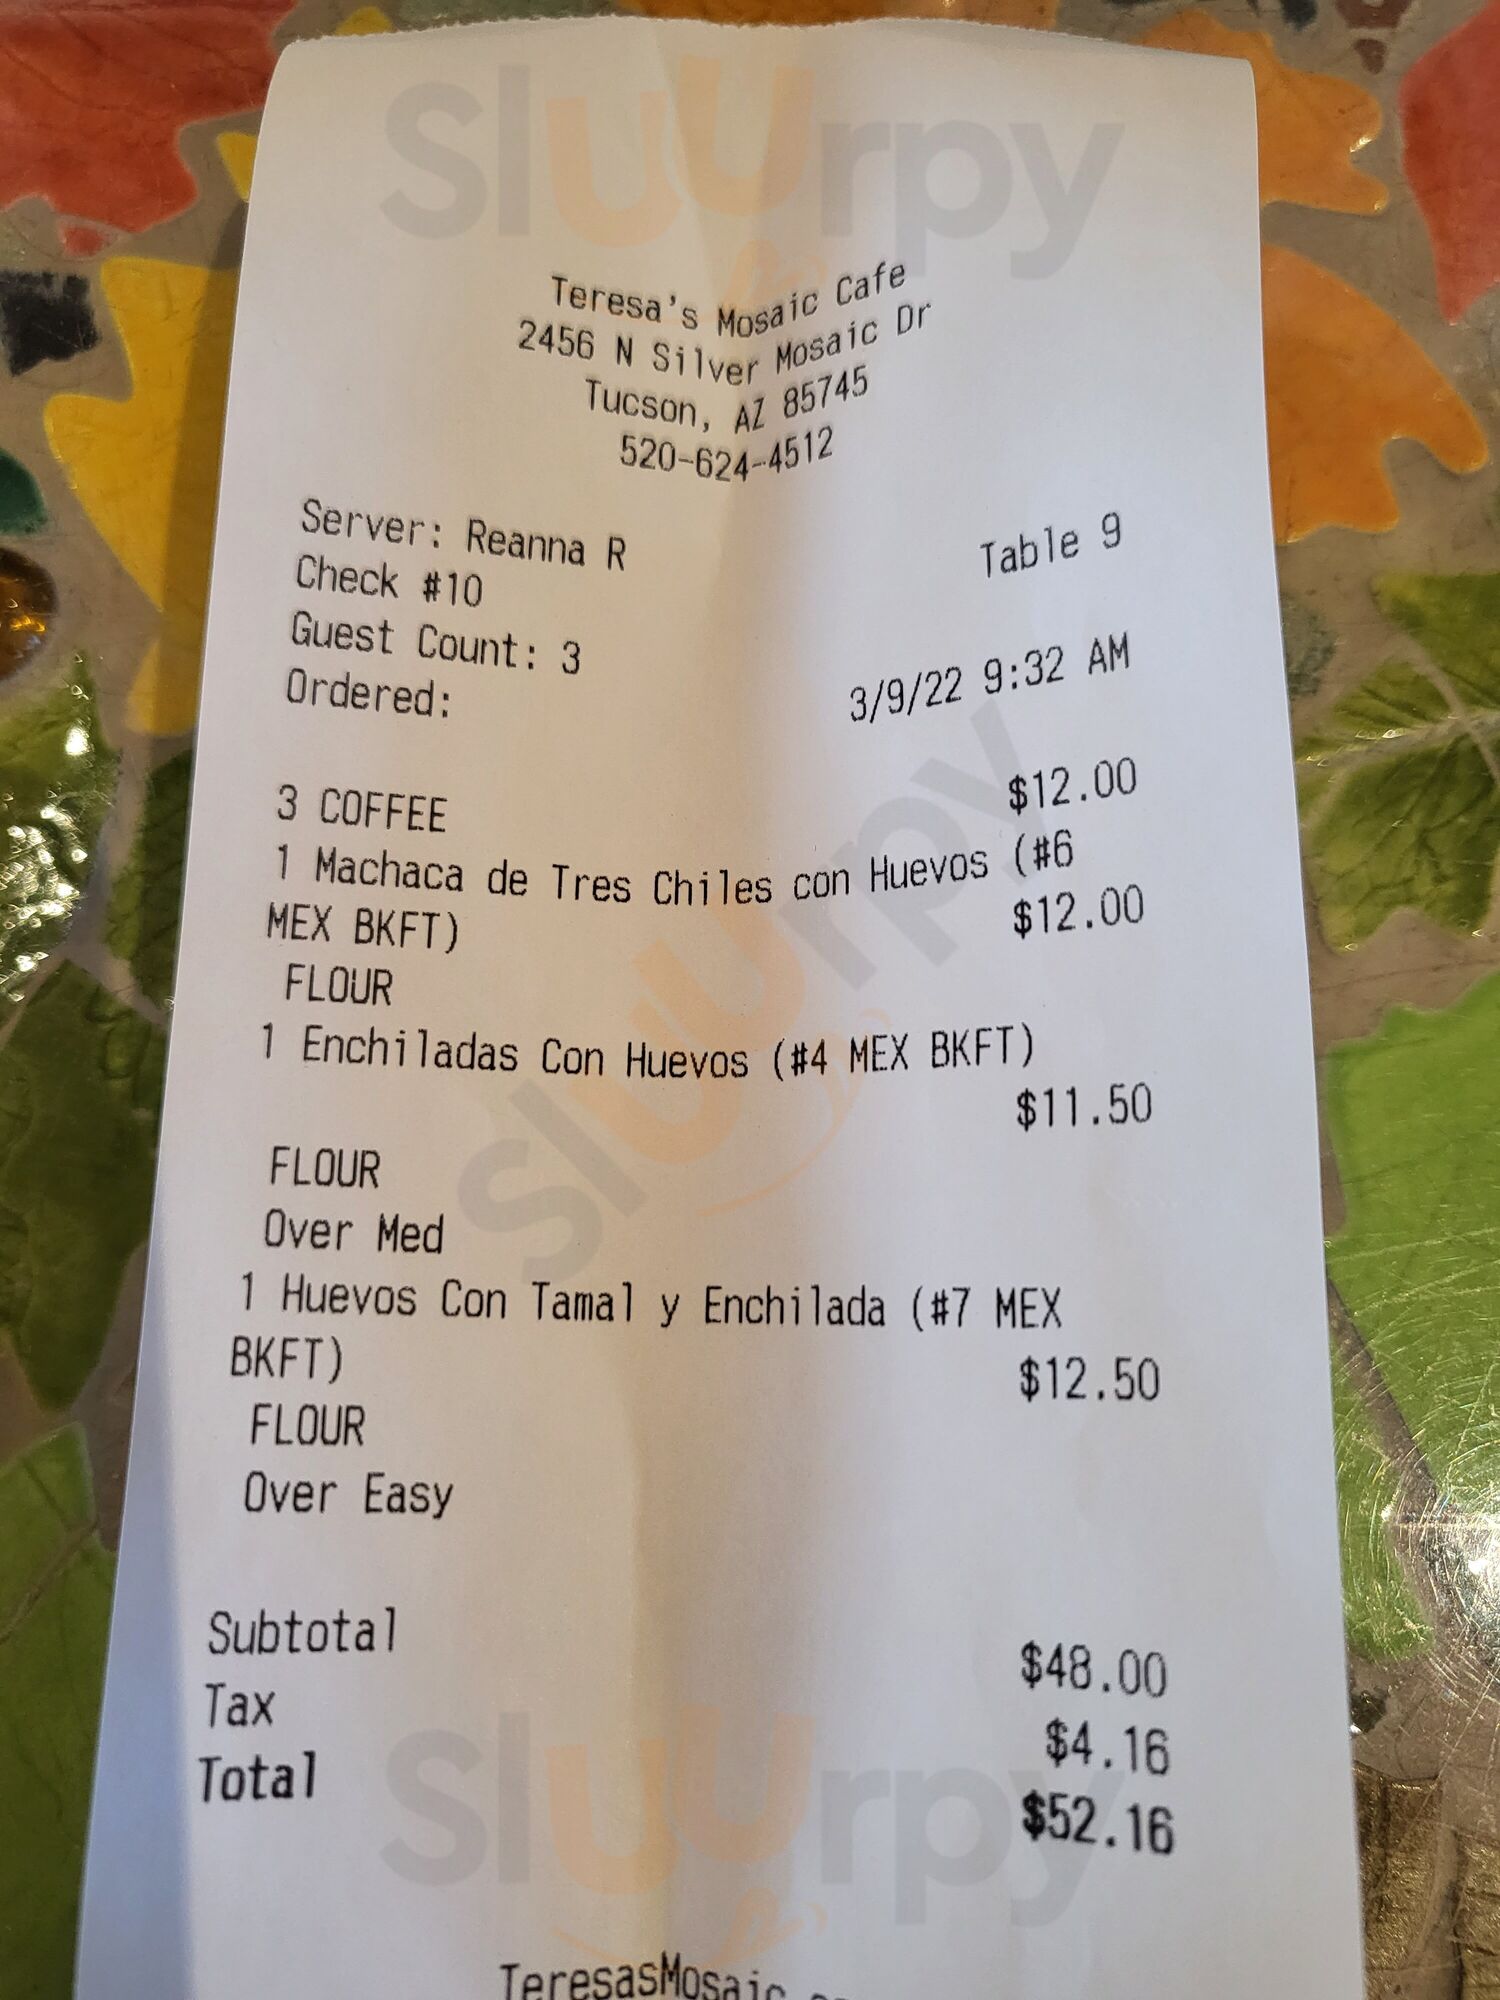 Sluurpy
Teresa's Mosaic Cafe
2456 N Silver Mosaic Dr
Tucson, AZ 85745
520-624-4512
Server: Reanna R Table 9
Check #10
Guest Count: 3
Ordered: 3/9/22 9:32 AM
3 COFFEE $12.00
1 Machaca de Tres Chiles con Huevos (#6
MEX BKFT) $12.00
FLOUR
Sluurpy
1 Enchiladas Con Huevos (#4 MEX BKFT)
$11.50
FLOUR
Over Med
1 Huevos Con Tamal y Enchilada (#7 MEX
BKFT) $12.50
FLOUR
Over Easy
Subtotal $48.00
Tax $4.16
Total $52.16
Sluurpy
TeresasMosaic